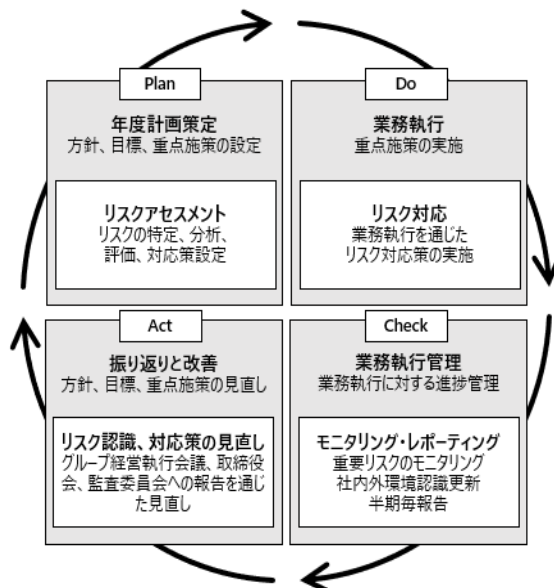 Plan
年度計画策定
方針、目標、重点施策の設定
リスクアセスメント
リスクの特定、分析、
評価、対応策設定
Do
業務執行
重点施策の実施
リスク対応
業務執行を通じた
リスク対応策の実施
Act
振り返りと改善
方針、目標、重点施策の見直し
リスク認識、対応策の見直し
グループ経営執行会議、取締役
会、監査委員会への報告を通じ
た見直し
Check
業務執行管理
業務執行に対する進捗管理
モニタリング・レポーティング
重要リスクのモニタリング
社内外環境認識更新
半期毎報告